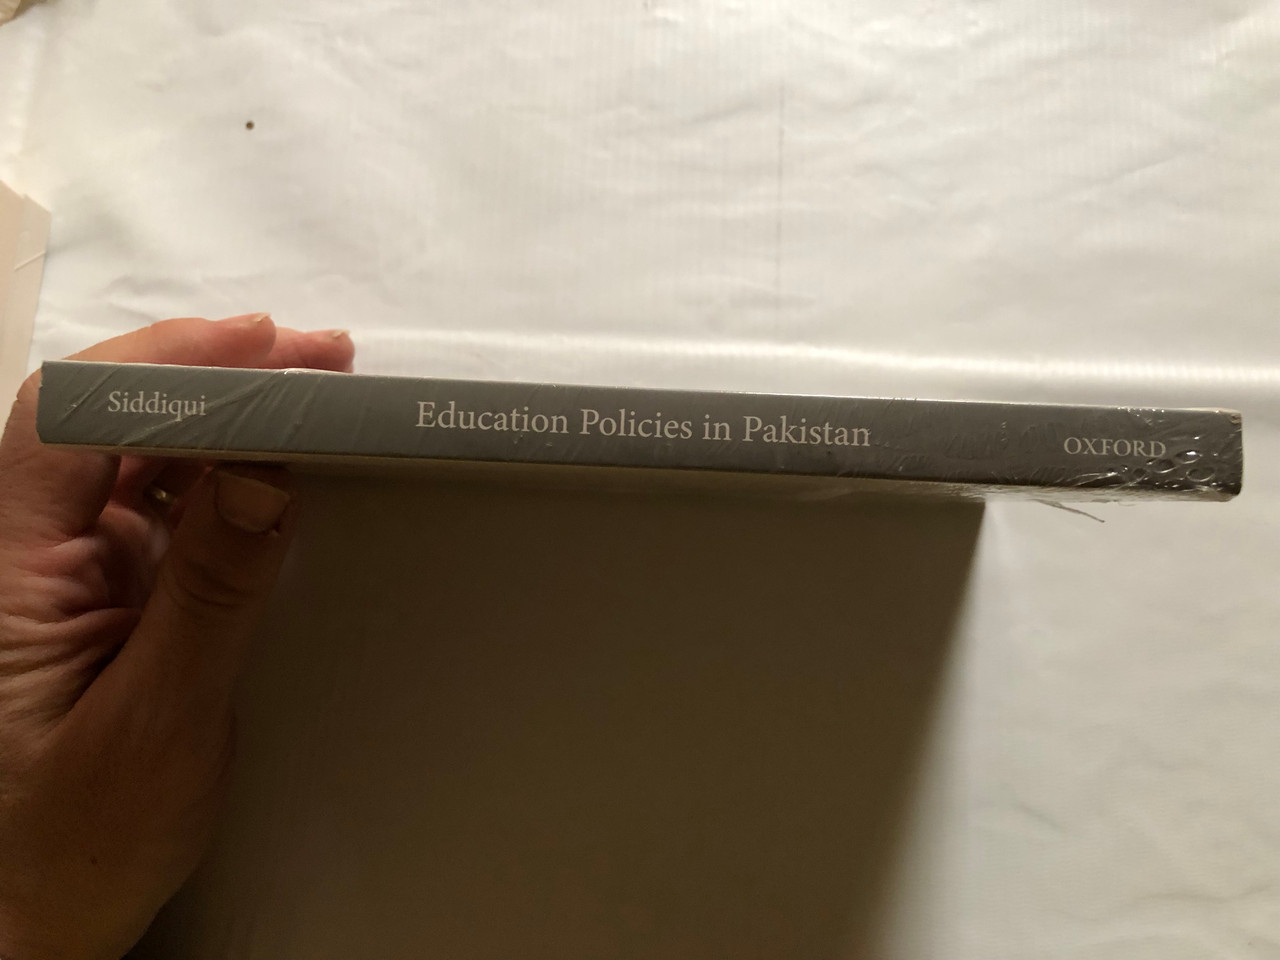 Siddiqui
Education Policies in Pakistan
OXFORD